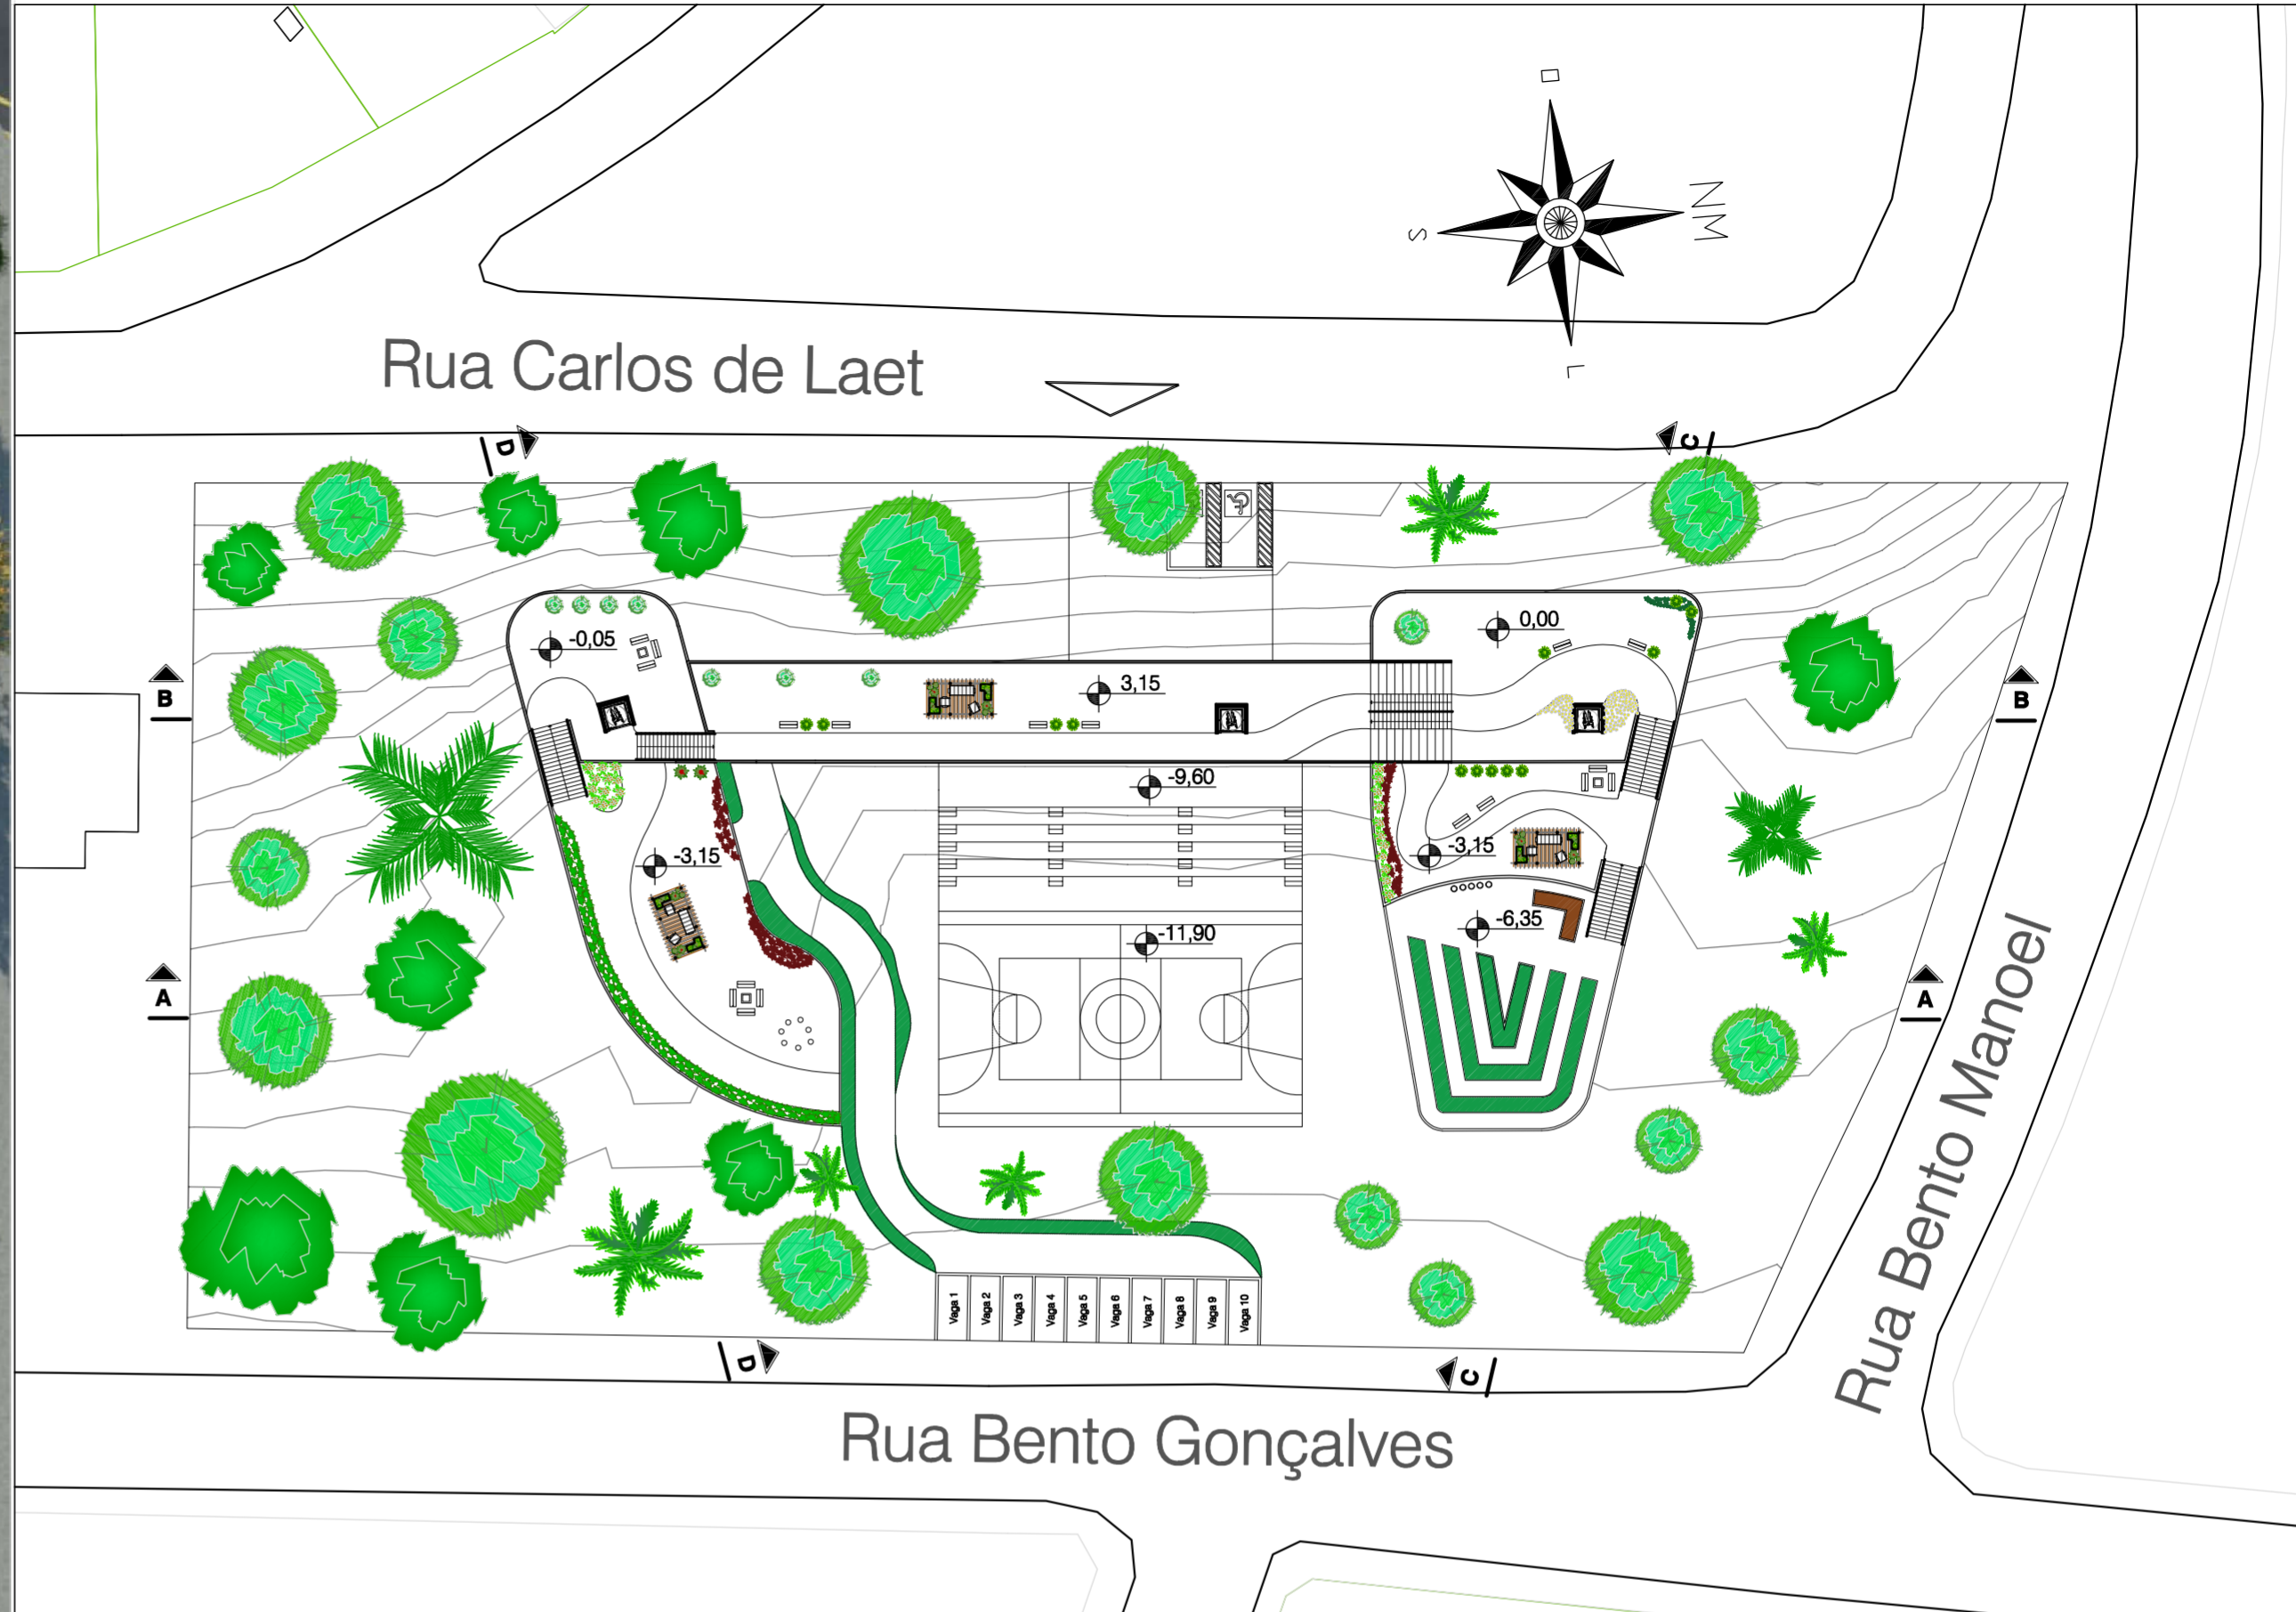 O
NM
S
L
Rua Carlos de Laet
D
C
-0,05
0,00
3,15
B
B
-9,60
-3,15
-3,15
-6,35
-11,90
A
A
Rua Bento Manoel
Vaga 1
Vaga 2
Vaga 3
Vaga 4
Vaga 5
Vaga 6
Vaga 7
Vaga 8
Vaga 9
Vaga 10
D
C
Rua Bento Gonçalves